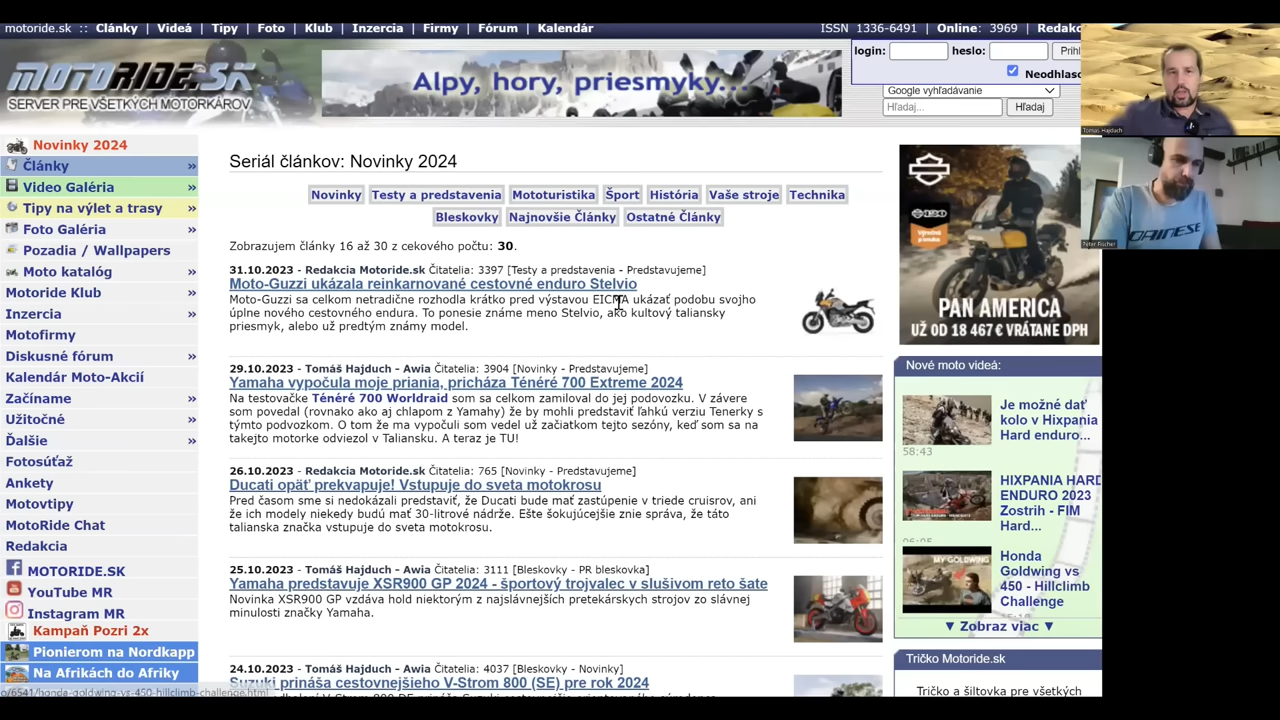 motoride.sk :: Články | Videá | Tipy | Foto | Klub | Inzercia | Firmy | Fórum | Kalendár
ISSN 1336-6491 | Online: 3969 |
MOTORIDE.SK
SERVER PRE VŠETKÝCH MOTORKÁROV
Alpy, hory, priesmyky...
login:
heslo:
Neodhlaso
Google vyhľadávanie
Hľadaj...
Hľadaj
Tomáš Hajduch
Peter Fischer
DAINESE
Novinky 2024
Články »
Video Galéria »
Tipy na výlet a trasy »
Foto Galéria »
Pozadia / Wallpapers
Moto katalóg »
Motoride Klub »
Inzercia »
Motofirmy
Diskusné fórum »
Kalendár Moto-Akcií
Začíname »
Užitočné »
Ďalšie »
Fotosúťaž
Ankety
Motovtipy
MotoRide Chat
Redakcia
MOTORIDE.SK
YouTube MR
Instagram MR
Kampaň Pozri 2x
Pionierom na Nordkapp
Na Afrikách do Afriky
o/6541/honda-goldwing-vs-450-hillclimb-challenge.html
Seriál článkov: Novinky 2024
Novinky Testy a predstavenia Mototuristika Šport História Vaše stroje Technika
Bleskovky Najnovšie Články Ostatné Články
Zobrazujem články 16 až 30 z cekového počtu: 30.
31.10.2023 - Redakcia Motoride.sk Čitatelia: 3397 [Testy a predstavenia - Predstavujeme]
Moto-Guzzi ukázala reinkarnované cestovné enduro Stelvio
Moto-Guzzi sa celkom netradične rozhodla krátko pred výstavou EICMA ukázať podobu svojho
úplne nového cestovného endura. To ponesie známe meno Stelvio, ako kultový taliansky
priesmyk, alebo už predtým známy model.
29.10.2023 - Tomáš Hajduch - Awia Čitatelia: 3904 [Novinky - Predstavujeme]
Yamaha vypočula moje priania, pricháza Ténéré 700 Extreme 2024
Na testovačke Ténéré 700 Worldraid som sa celkom zamiloval do jej podvozku. V závere
som povedal (rovnako ako aj chlapom z Yamahy) že by mohli predstaviť ľahkú verziu Tenerky s
týmto podvozkom. O tom že ma vypočuli som vedel už začiatkom tejto sezóny, keď som sa na
takejto motorke odviezol v Taliansku. A teraz je TU!
26.10.2023 - Redakcia Motoride.sk Čitatelia: 765 [Novinky - Predstavujeme]
Ducati opäť prekvapuje! Vstupuje do sveta motokrosu
Pred časom sme si nedokázali predstaviť, že Ducati bude mať zastúpenie v triede cruisrov, ani
že ich modely niekedy budú mať 30-litrové nádrže. Ešte šokujúcejšie znie správa, že táto
talianska značka vstupuje do sveta motokrosu.
25.10.2023 - Tomáš Hajduch - Awia Čitatelia: 3111 [Bleskovky - PR bleskovka]
Yamaha predstavuje XSR900 GP 2024 - športový trojvalec v slušivom reto šate
Novinka XSR900 GP vzdáva hold niektorým z najslávnejších pretekárskych strojov zo slávnej
minulosti značky Yamaha.
24.10.2023 - Tomáš Hajduch - Awia Čitatelia: 4037 [Bleskovky - Novinky]
Suzuki prináša cestovnejšieho V-Strom 800 (SE) pre rok 2024
Výročná
ponuka
PAN AMERICA
UŽ OD 18 467 € VRÁTANE DPH
Nové moto videá:
Je možné dať
kolo v Hixpania
Hard enduro...
58:43
HIXPANIA HARD
ENDURO 2023
Zostrih - FIM
Hard...
Honda
Goldwing vs
450 - Hillclimb
Challenge
▼ Zobraz viac ▼
Tričko Motoride.sk
Tričko a šiltovka pre všetkých